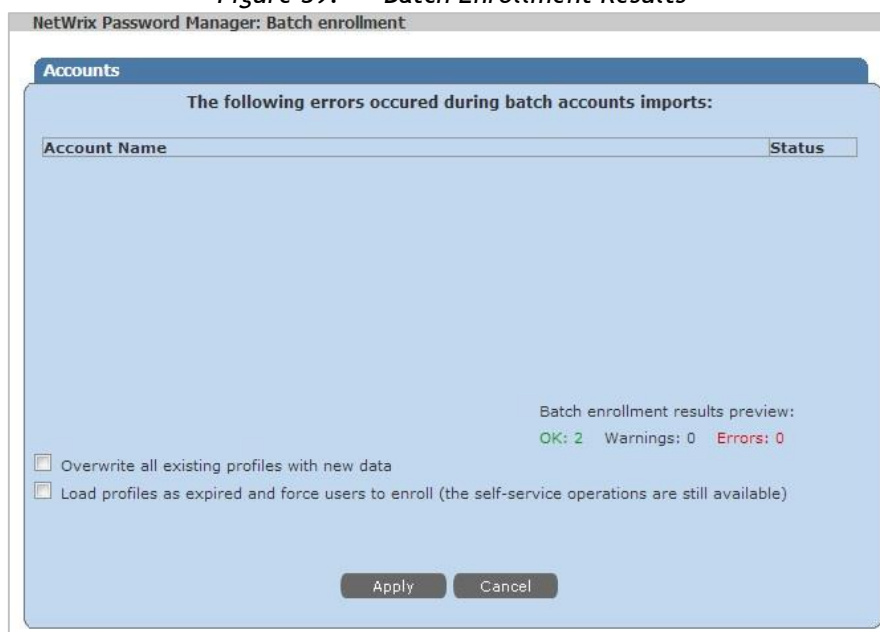 Figure 39: Batch Enrollment Results
NetWrix Password Manager: Batch enrollment
Accounts
The following errors occured during batch accounts imports:
Account Name Status
Batch enrollment results preview:
OK: 2 Warnings: 0 Errors: 0
Overwrite all existing profiles with new data
Load profiles as expired and force users to enroll (the self-service operations are still available)
Apply Cancel